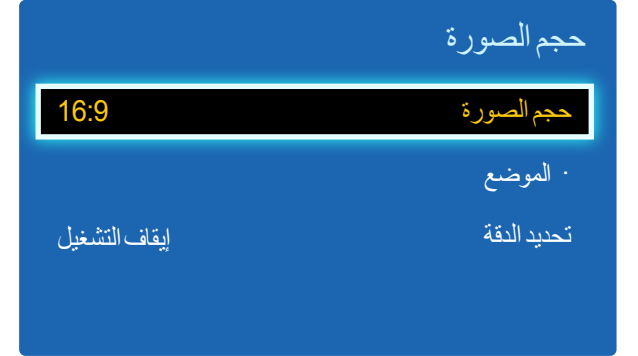 حجم الصورة
حجم الصورة 16:9
· الموضع
تحديد الدقة إيقاف التشغيل